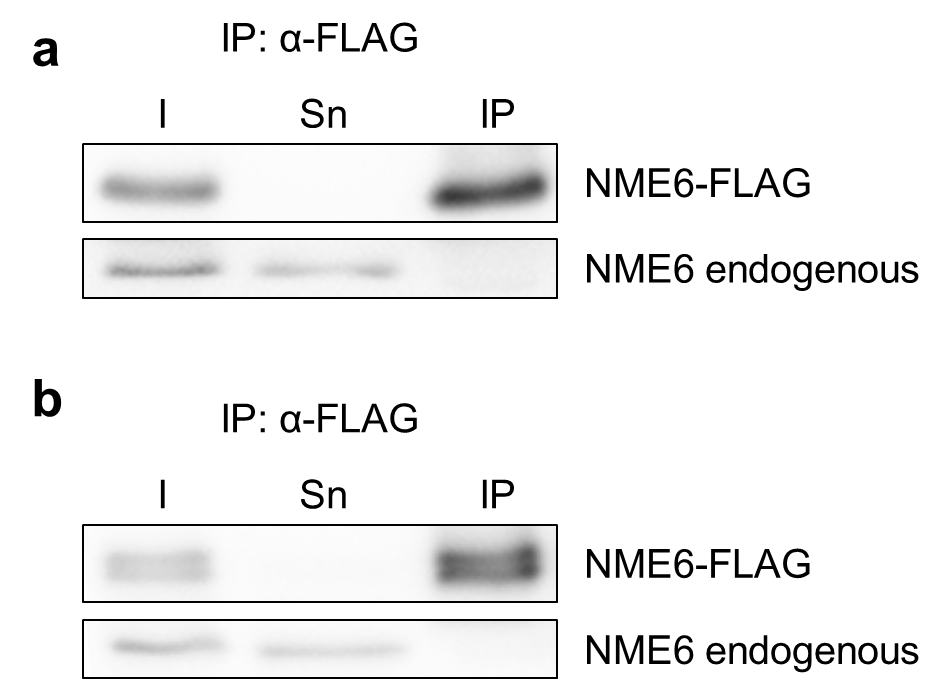 a
IP: α-FLAG
I Sn IP
NME6-FLAG
NME6 endogenous
b
IP: α-FLAG
I Sn IP
NME6-FLAG
NME6 endogenous